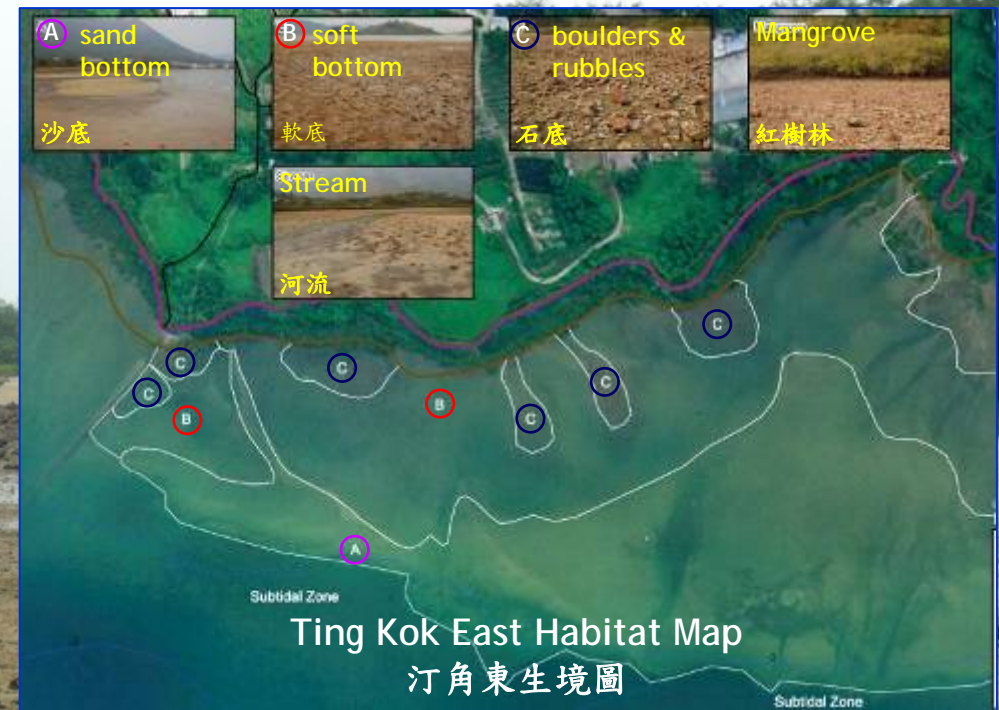 A sand
bottom
沙底
B soft
bottom
軟底
C boulders &
rubbles
石底
Mangrove
紅樹林
Stream
河流
C
C
C
C
C
C
B
B
A
Subtidal Zone
Ting Kok East Habitat Map
汀角東生境圖
Subtidal Zone